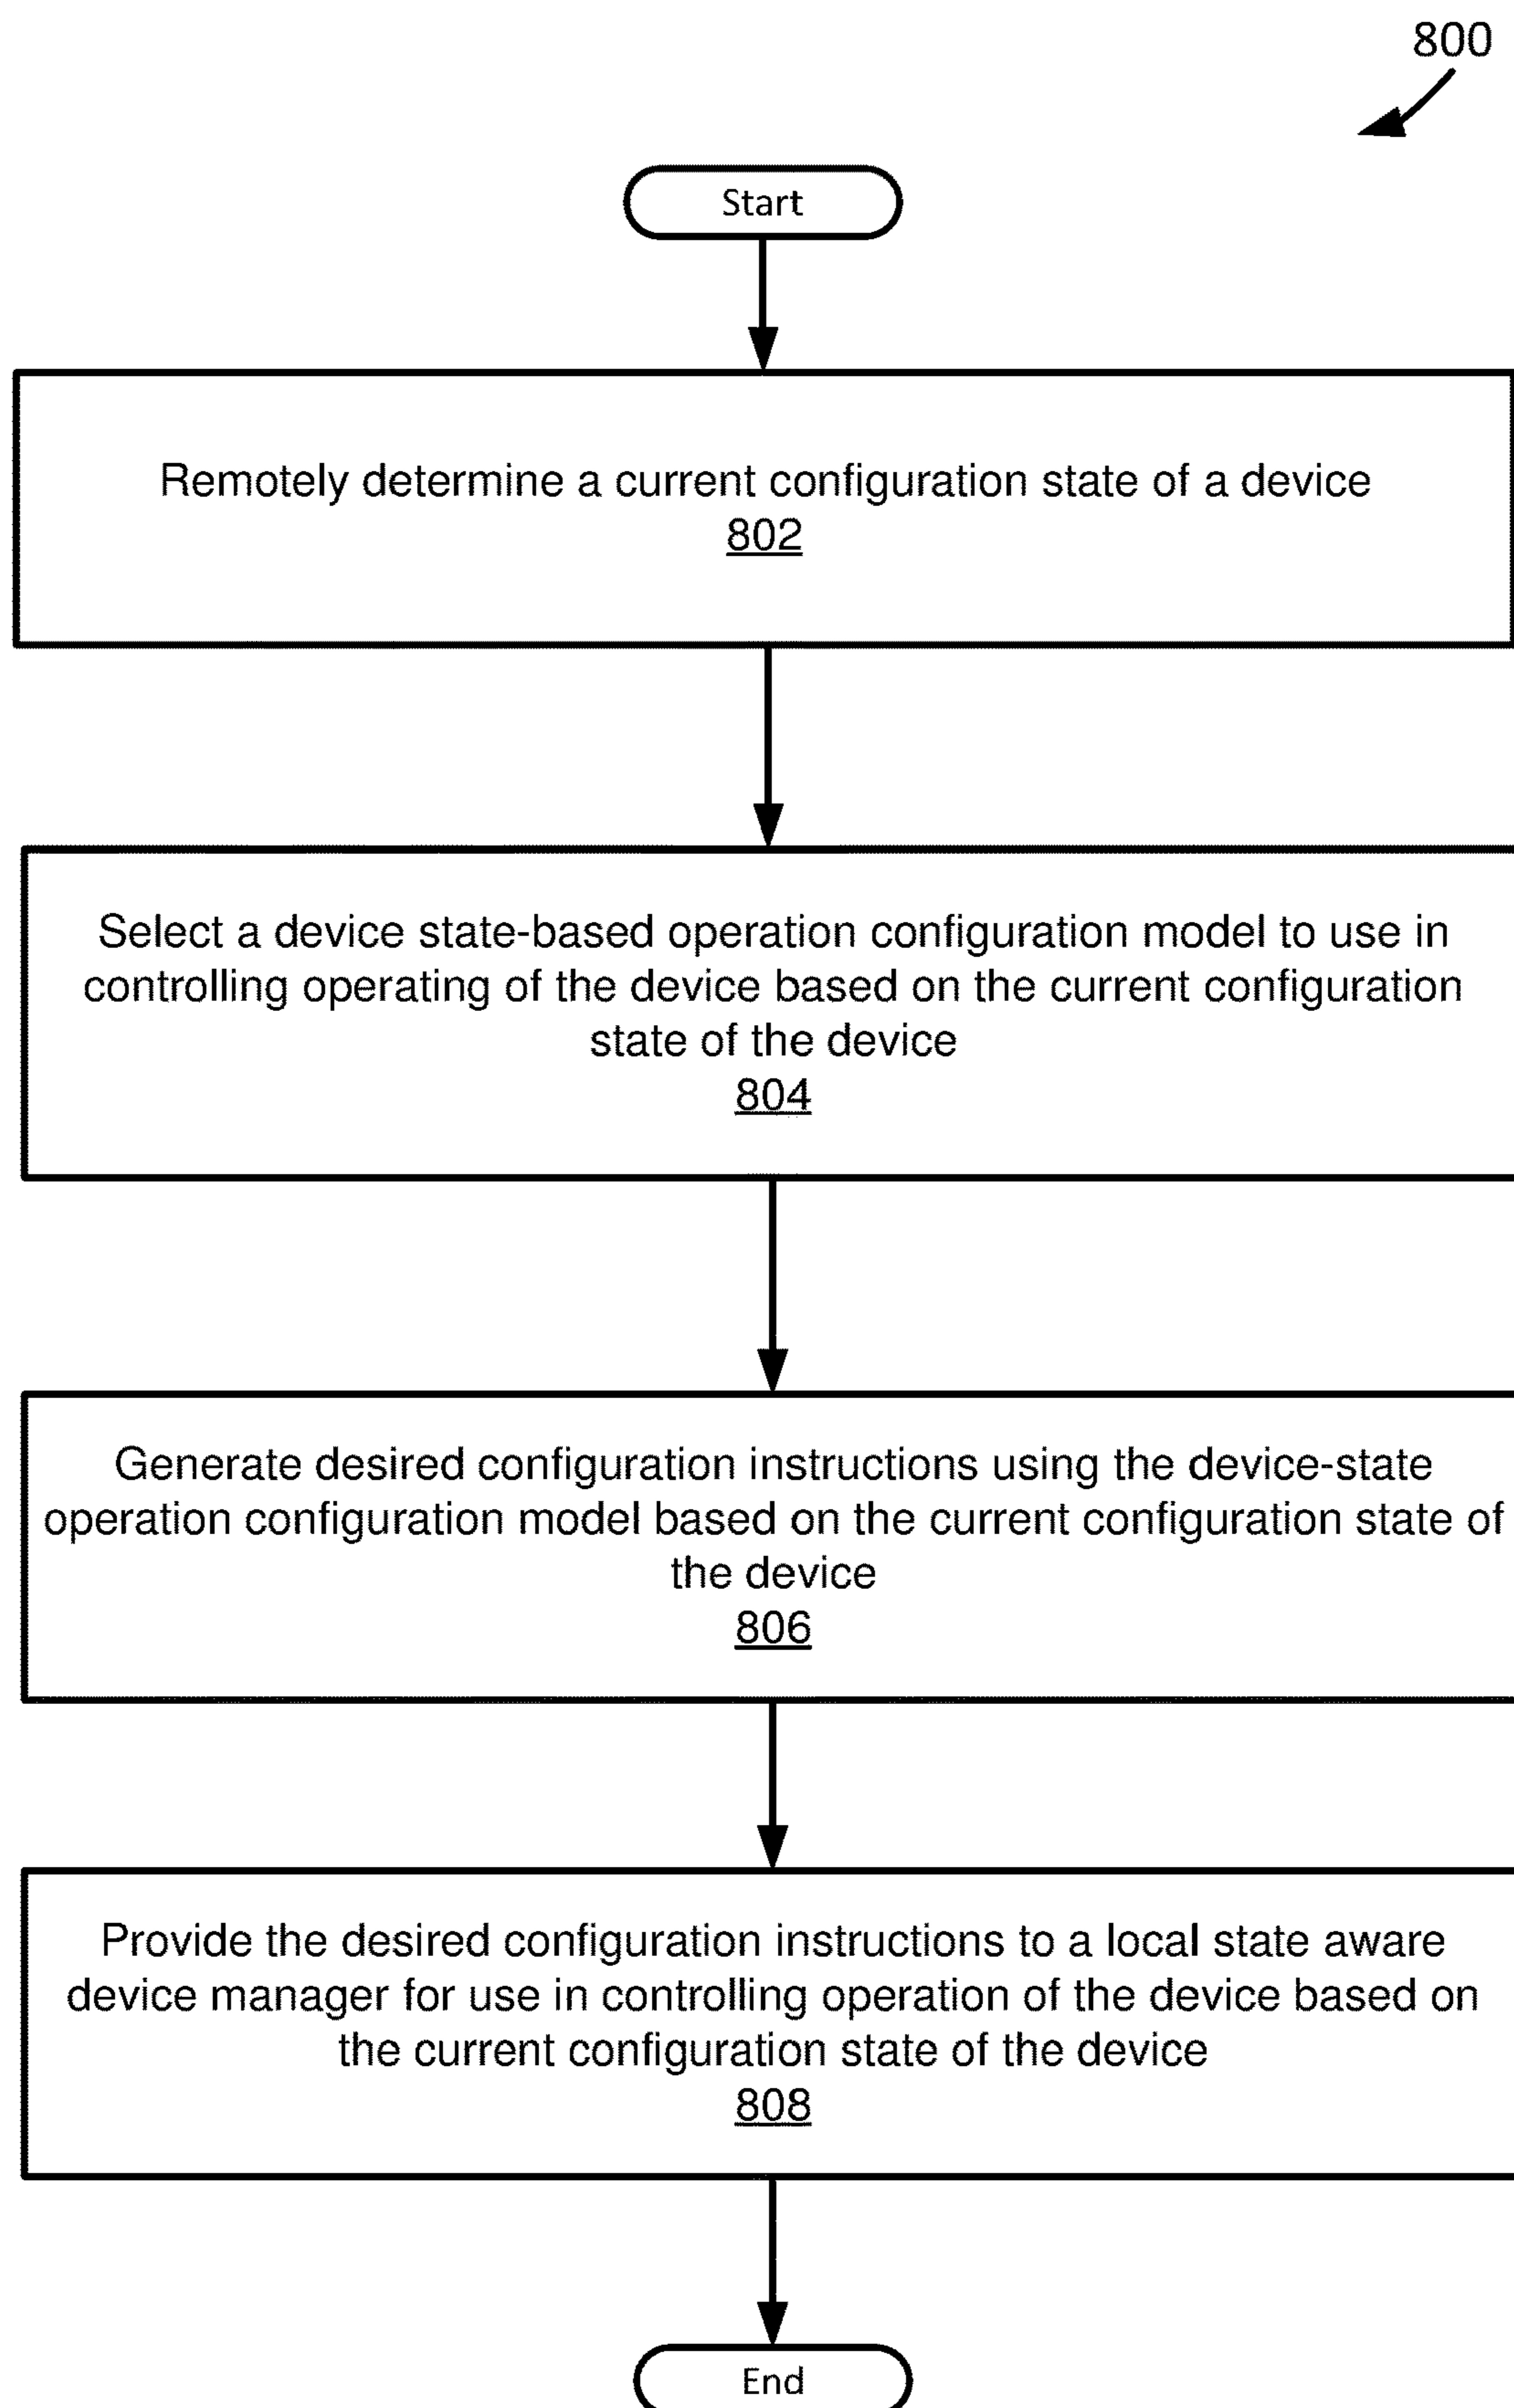 800
Start
Remotely determine a current configuration state of a device
802
Select a device state-based operation configuration model to use in
controlling operating of the device based on the current configuration
state of the device
804
Generate desired configuration instructions using the device-state
operation configuration model based on the current configuration state of
the device
806
Provide the desired configuration instructions to a local state aware
device manager for use in controlling operation of the device based on
the current configuration state of the device
808
End